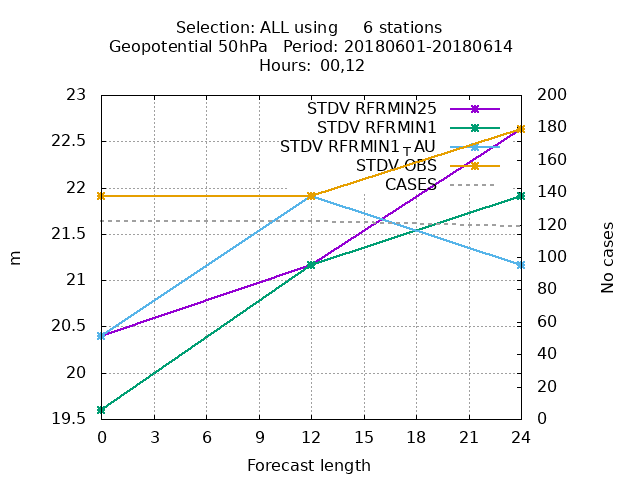 Selection: ALL using 6 stations
Geopotential 50hPa Period: 20180601-20180614
Hours: 00,12
23
22.5
22
21.5
21
20.5
20
19.5
200
180
160
140
120
100
80
60
40
20
0
STDV RFRMIN25
STDV RFRMIN1
STDV RFRMIN1TAU
STDV OBS
CASES
m
No cases
0 3 6 9 12 15 18 21 24
Forecast length